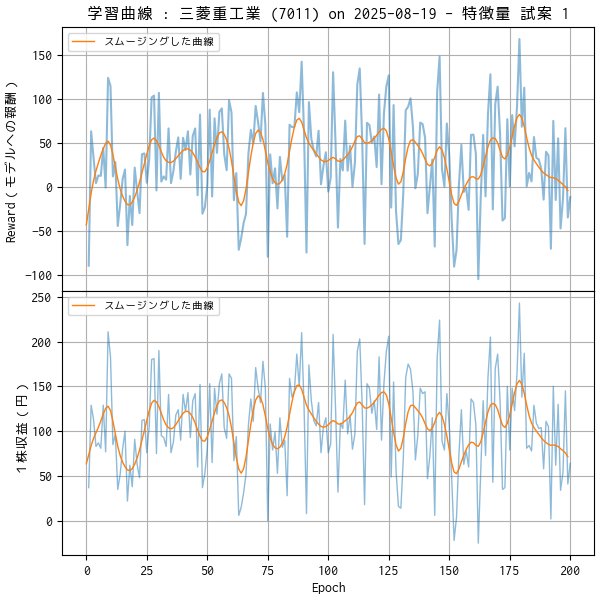 学習曲線 : 三菱重工業 (7011) on 2025-08-19 - 特徴量 試案 1
スムージングした曲線
Reward ( モデルへの報酬 )
150
100
50
0
−50
−100
スムージングした曲線
1 株収益 ( 円 )
250
200
150
100
50
0
0 25 50 75 100 125 150 175 200
Epoch